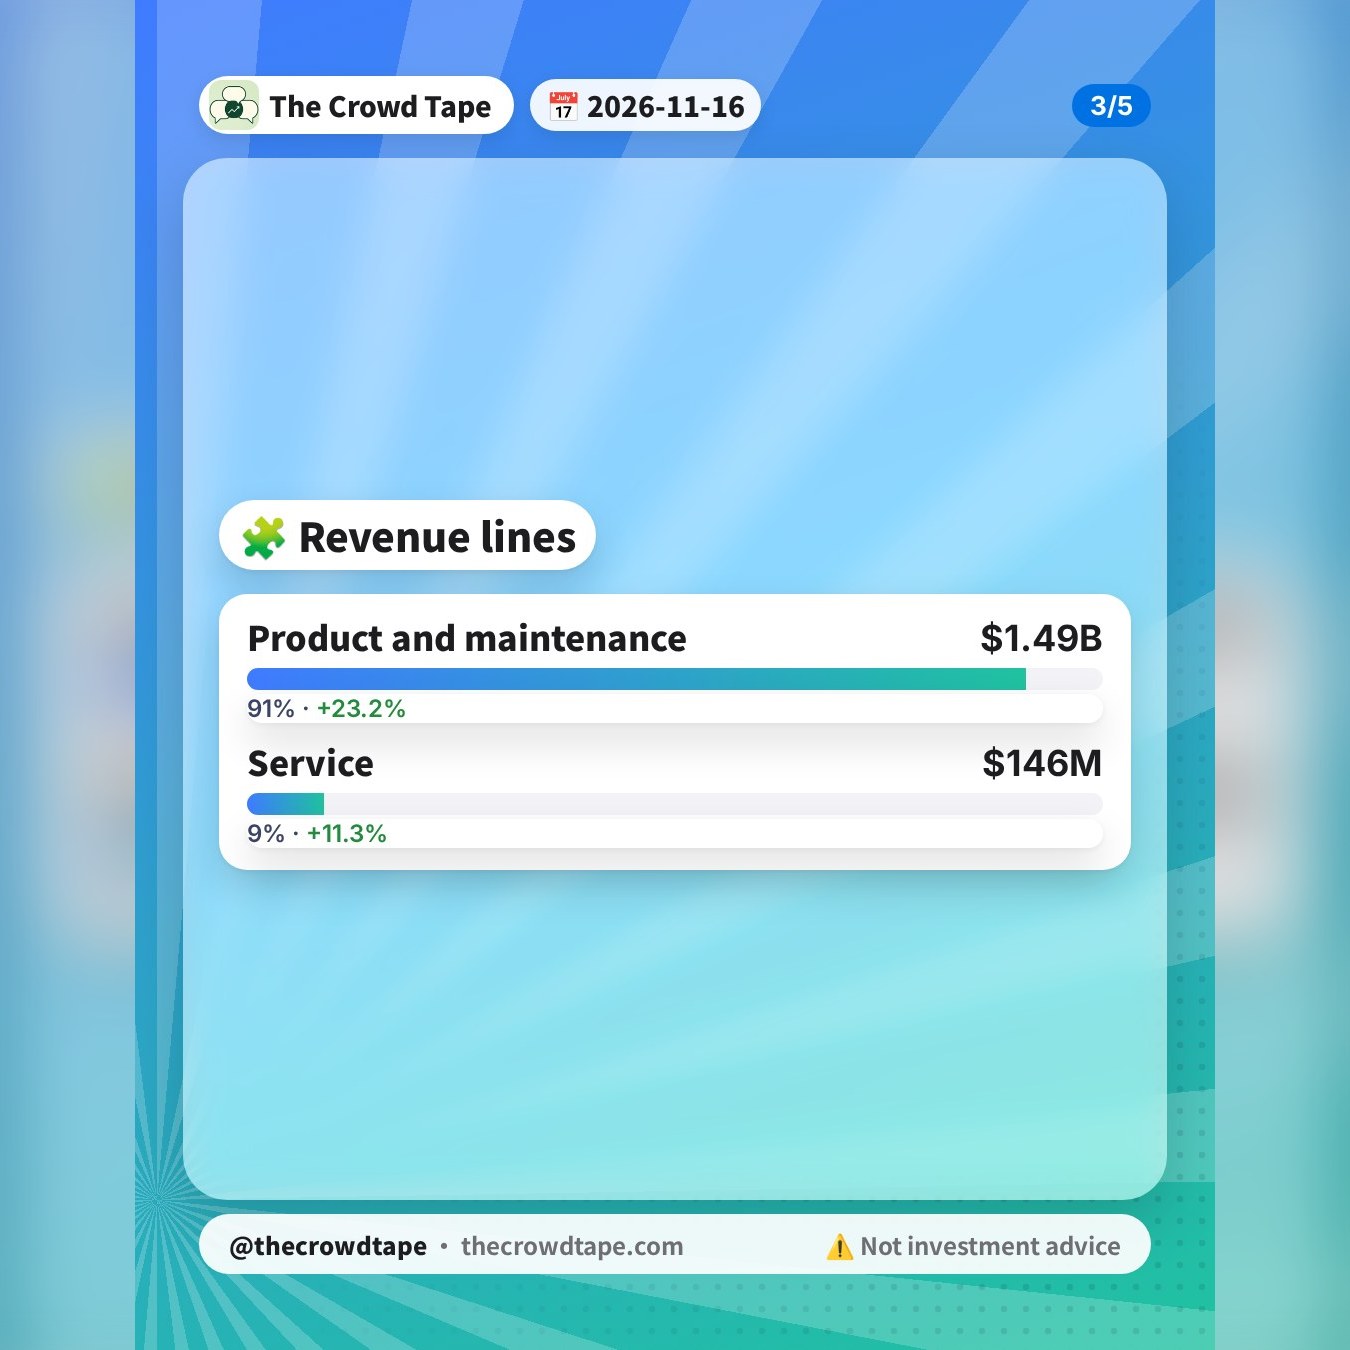 The Crowd Tape
📅 2026-11-16
3/5
🧩 Revenue lines
Product and maintenance $1.49B
91% · +23.2%
Service $146M
9% · +11.3%
@thecrowdtape • thecrowdtape.com ⚠️ Not investment advice